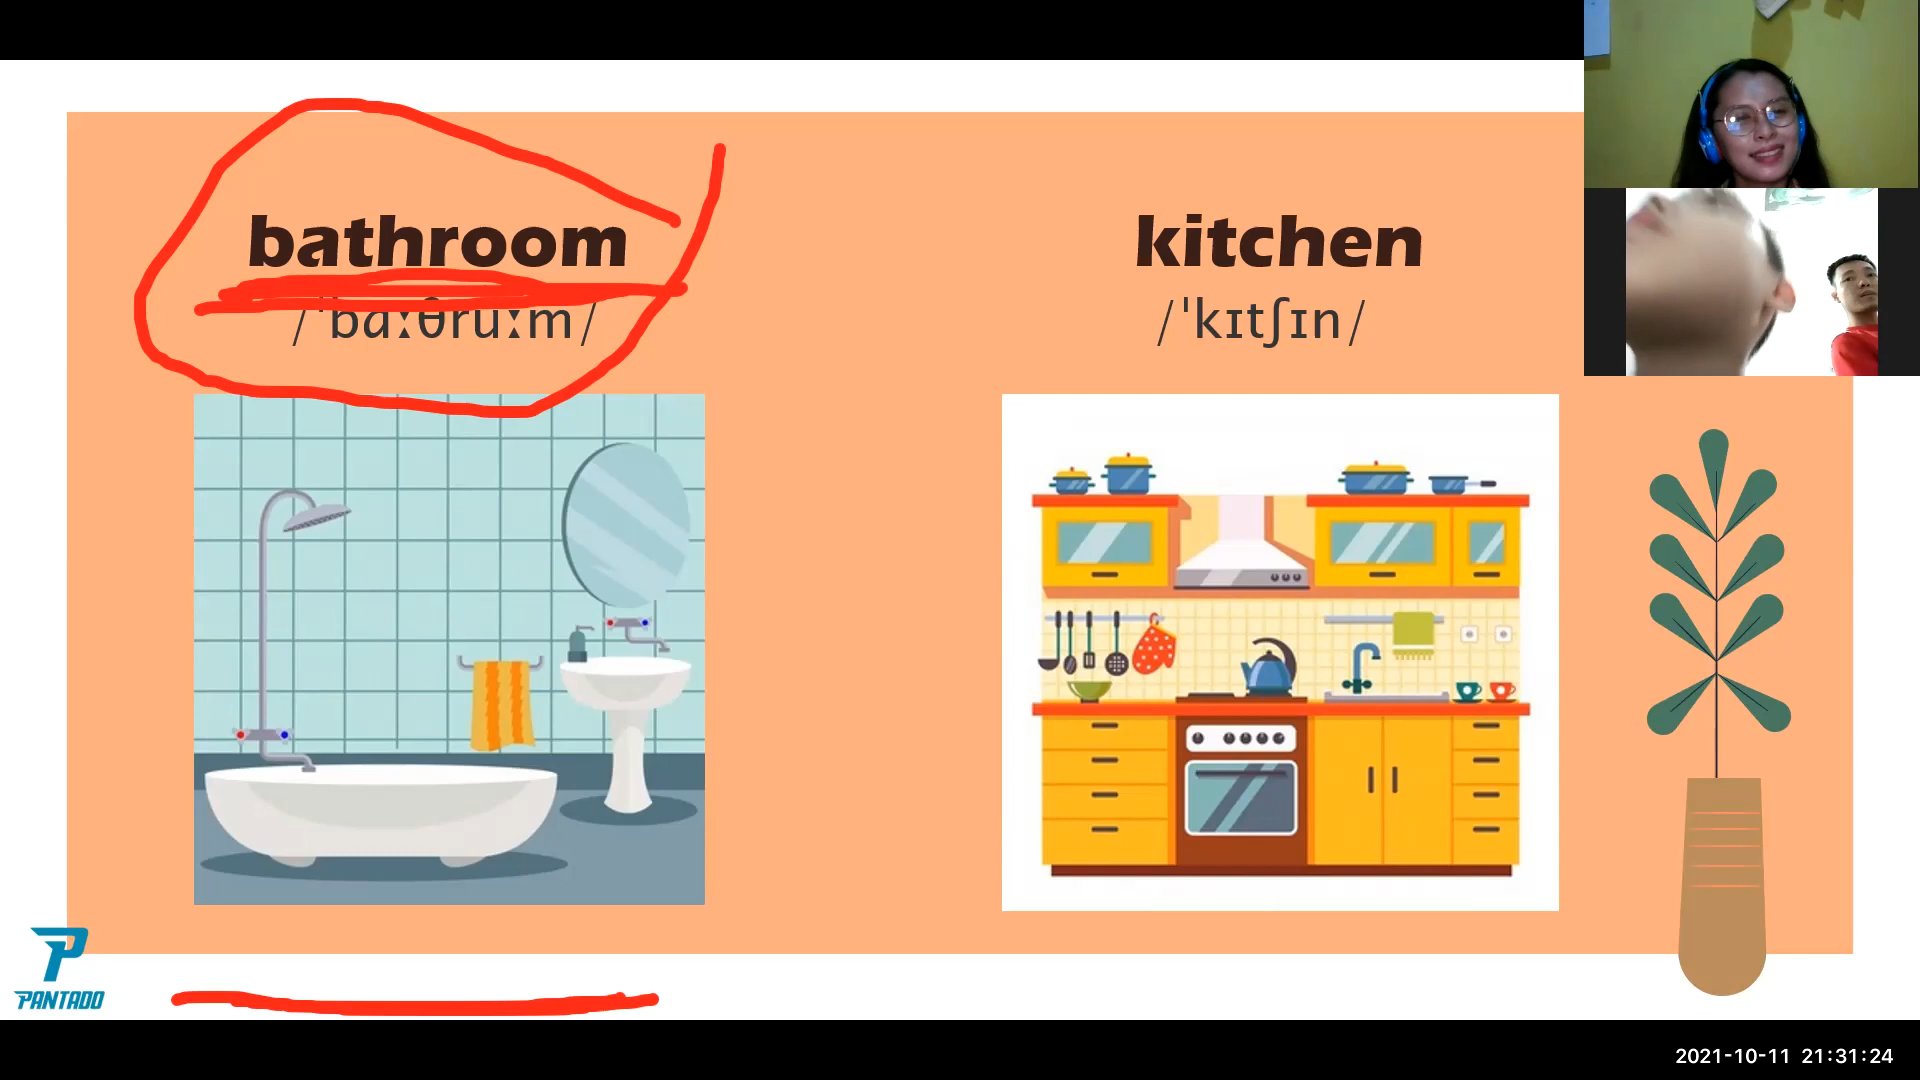 bathroom
kitchen
/ˈbɑːθruːm/
/ˈkɪtʃɪn/
PANTADO
2021-10-11 21:31:24